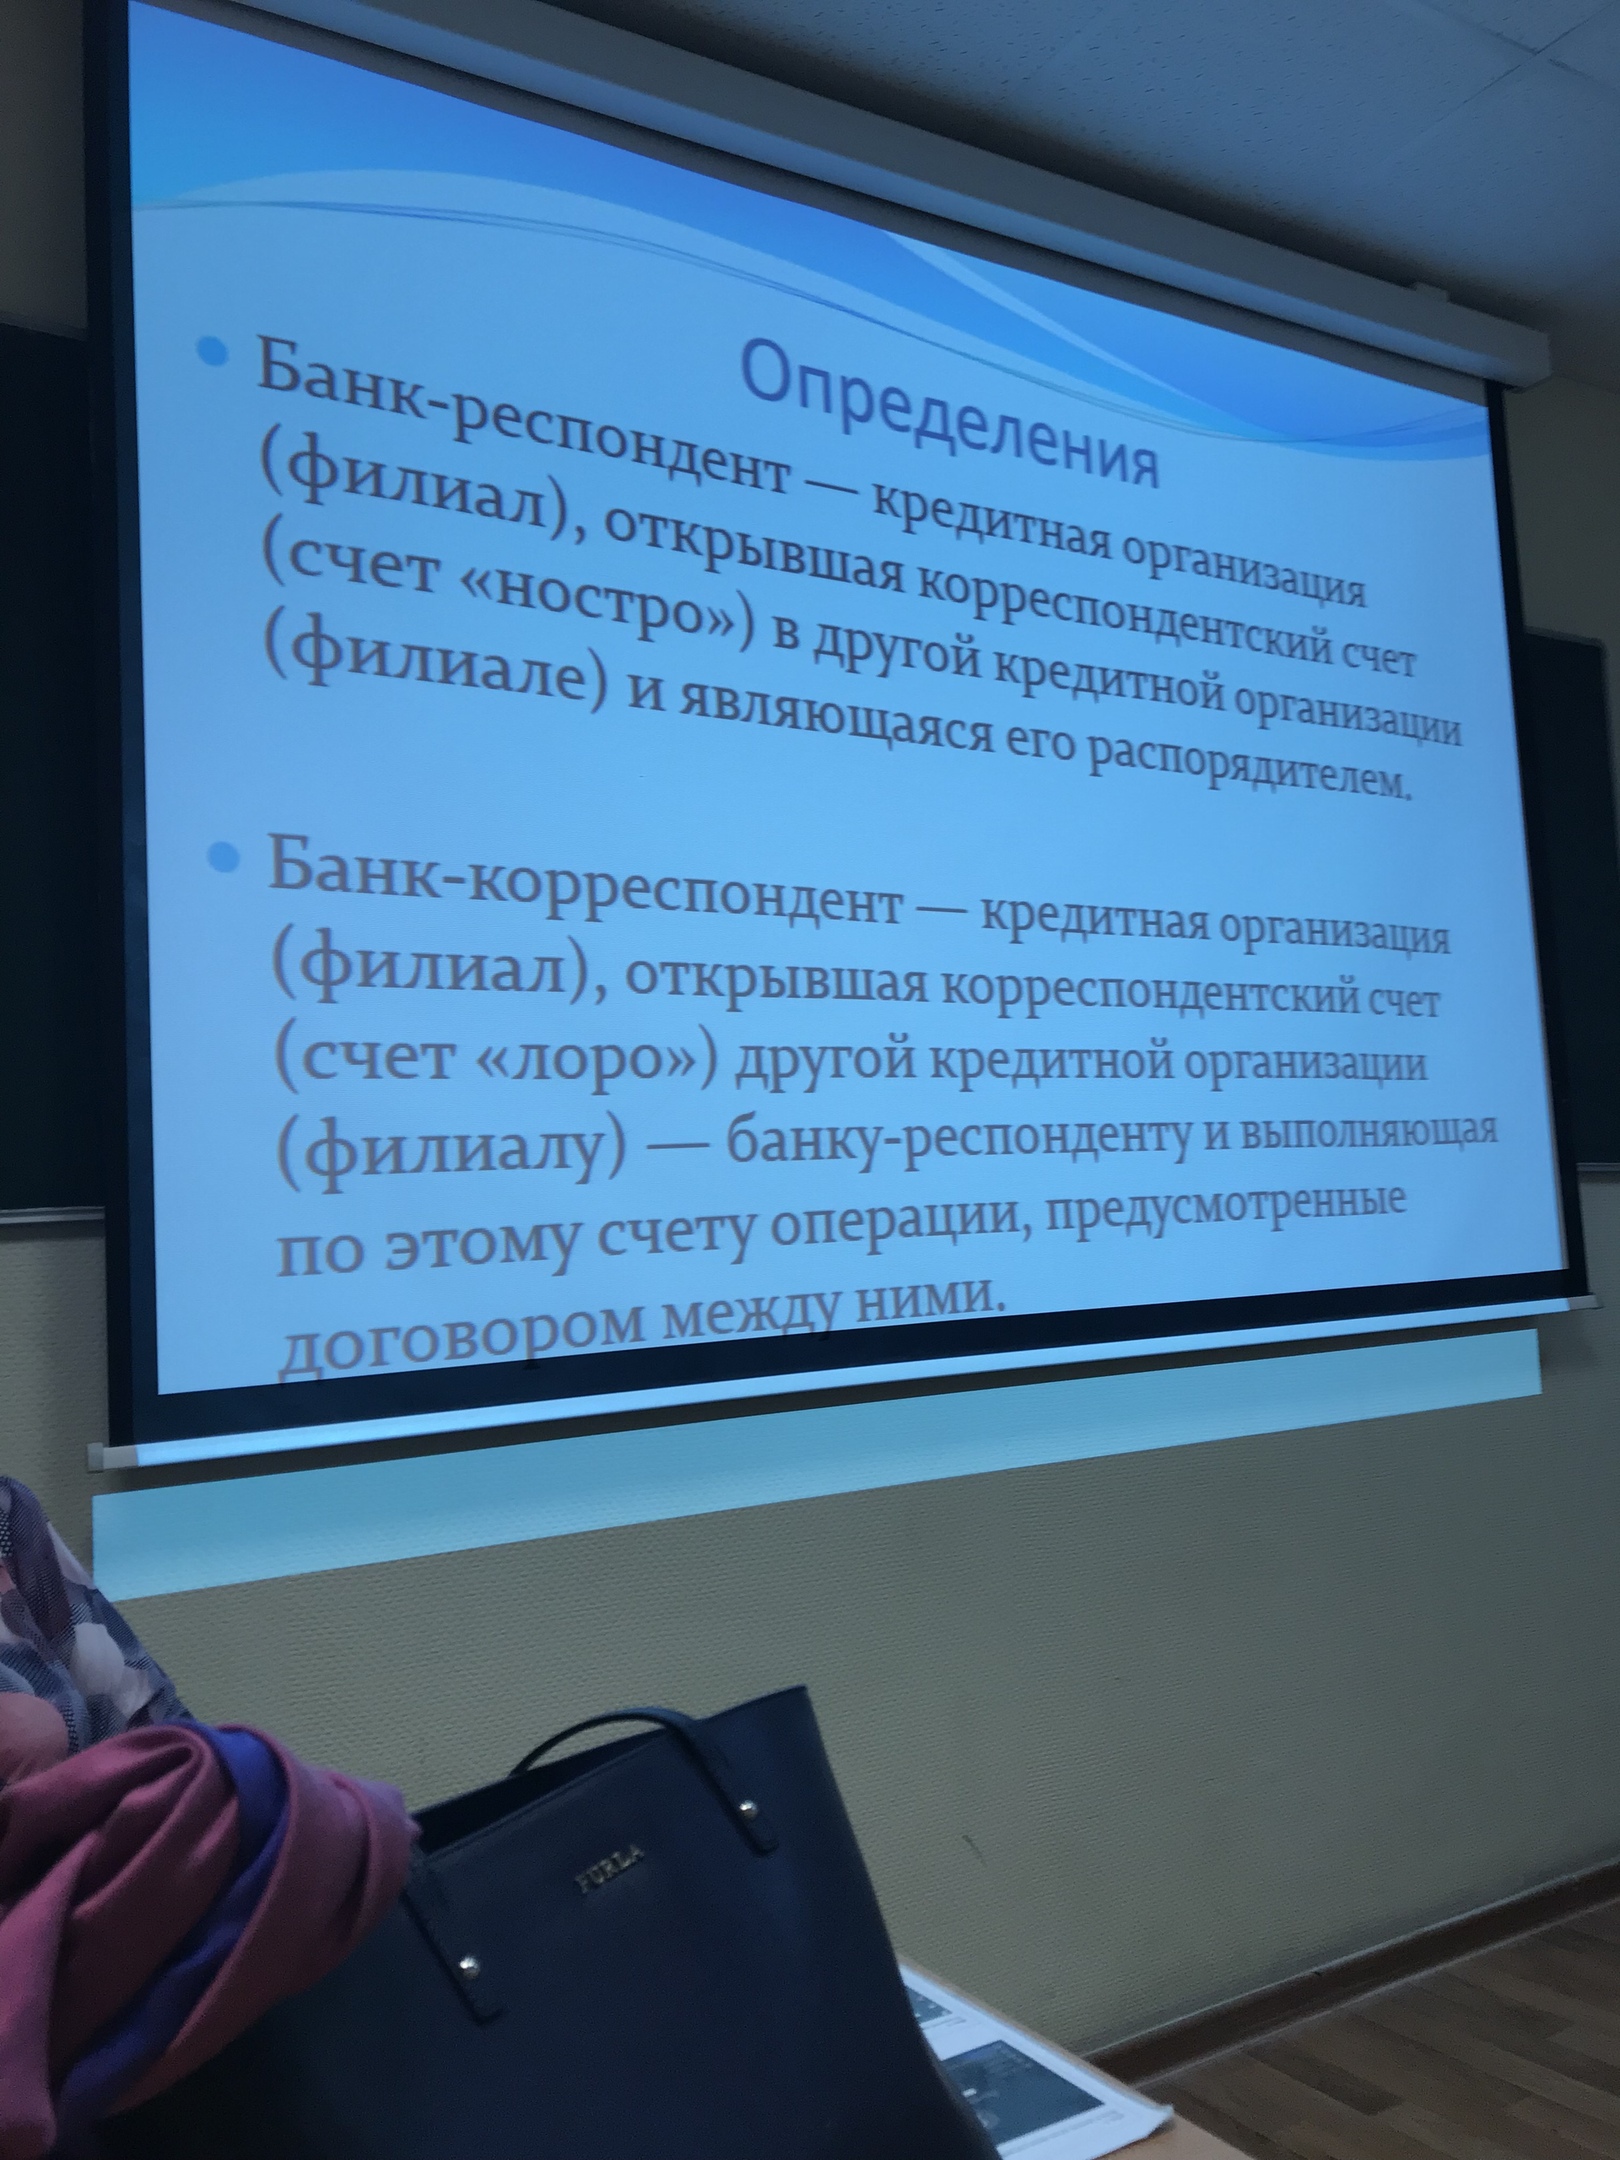 Определения
Банк-респондент — кредитная организация
(филиал), открывшая корреспондентский счет
(счет «ностро») в другой кредитной организации
(филиале) и являющаяся его распорядителем.
Банк-корреспондент — кредитная организация
(филиал), открывшая корреспондентский счет
(счет «лоро») другой кредитной организации
(филиалу) — банку-респонденту и выполняющая
по этому счету операции, предусмотренные
договором между ними.
FURLA